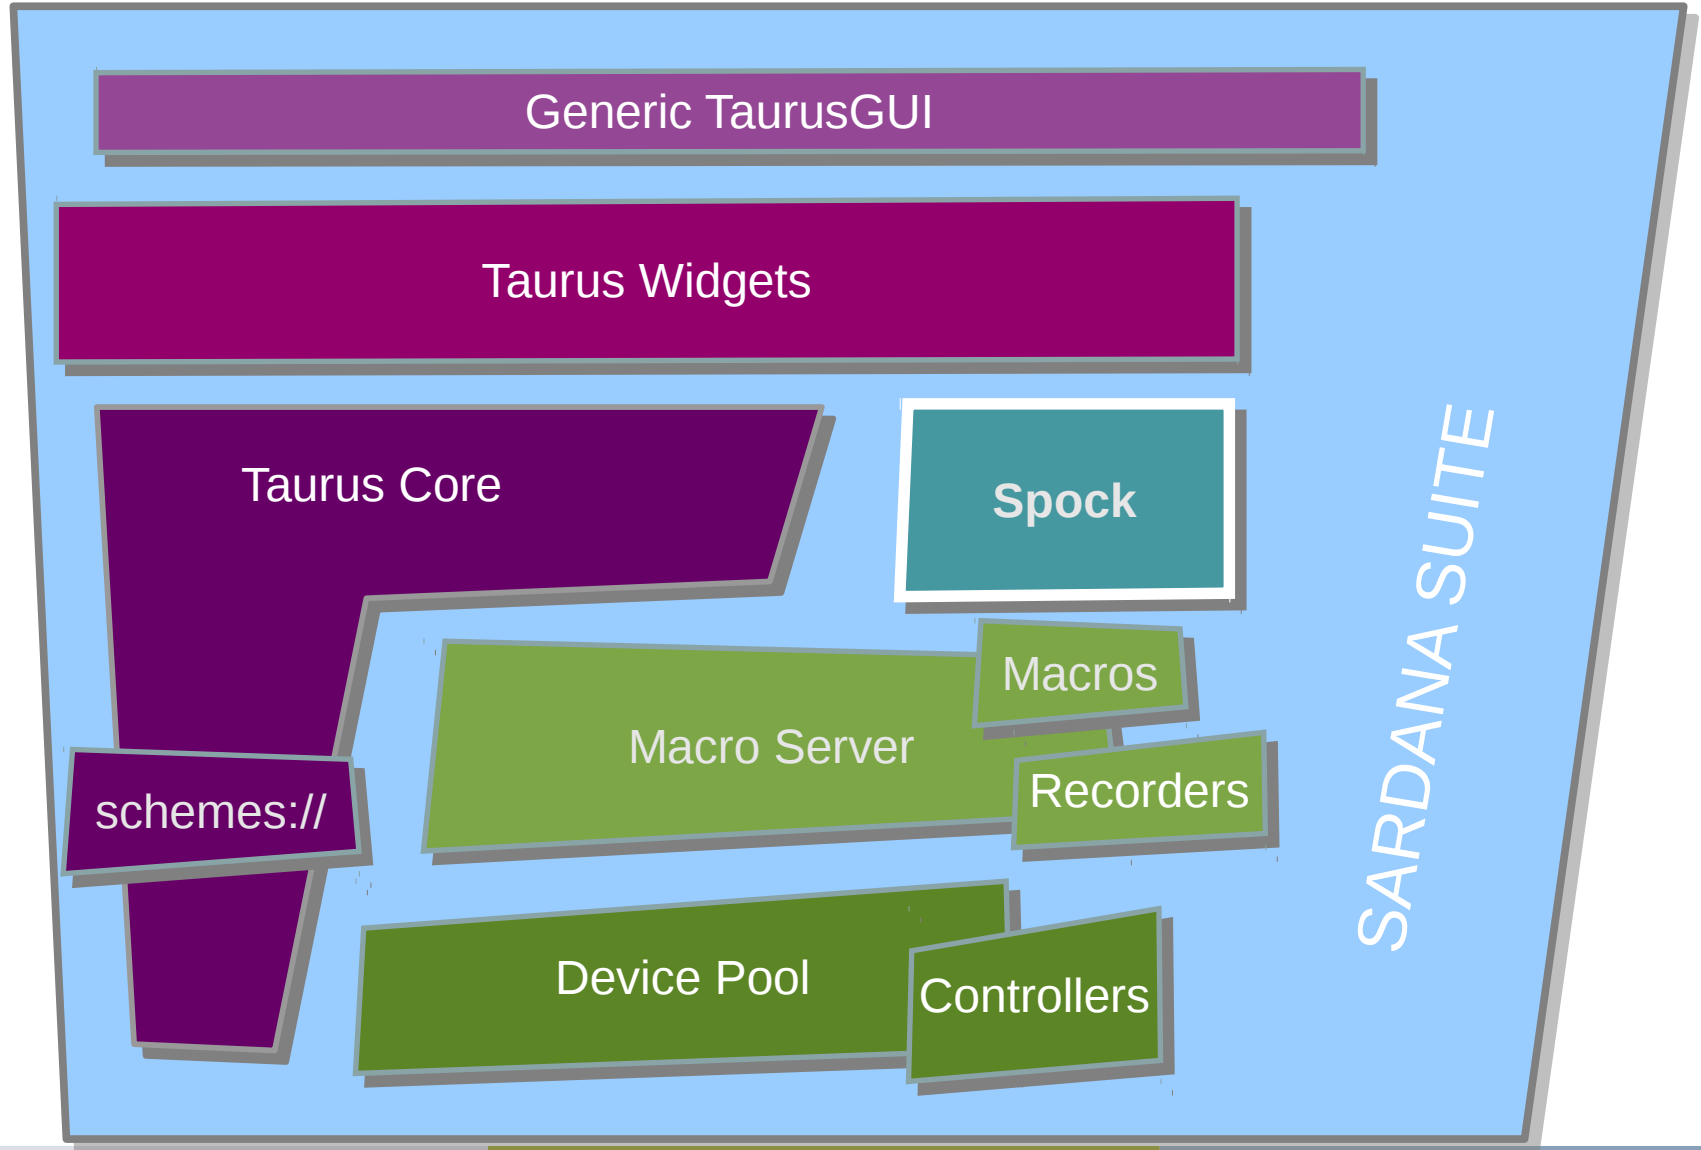 Generic TaurusGUI
Taurus Widgets
Taurus Core
Spock
Macros
Macro Server
Recorders
schemes://
Device Pool
Controllers
SARDANA SUITE